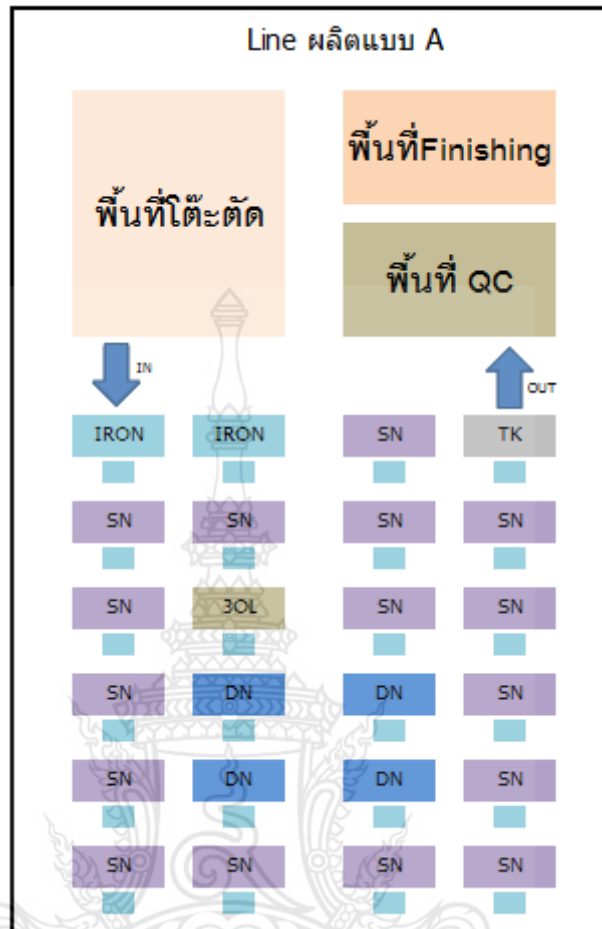 Line ผลิตแบบ A
พื้นที่โต๊ะตัด
พื้นที่Finishing
พื้นที่ QC
IN
OUT
IRON IRON SN TK
SN SN SN SN
SN 3OL SN SN
SN DN DN SN
SN DN DN SN
SN SN SN SN